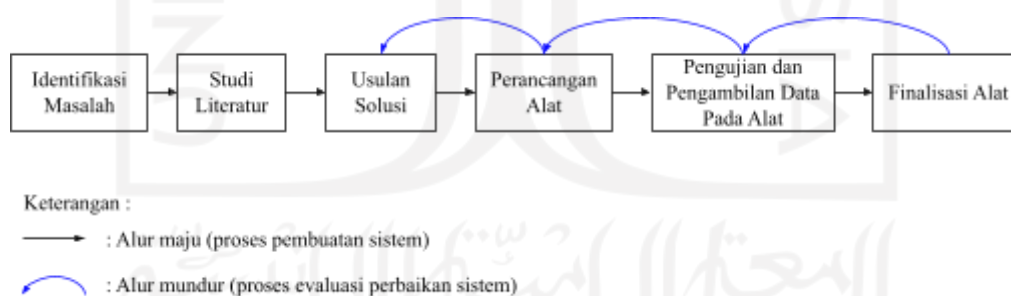 Identifikasi
Masalah
Studi
Literatur
Usulan
Solusi
Perancangan
Alat
Pengujian dan
Pengambilan Data
Pada Alat
Finalisasi Alat
Keterangan :
: Alur maju (proses pembuatan sistem)
: Alur mundur (proses evaluasi perbaikan sistem)